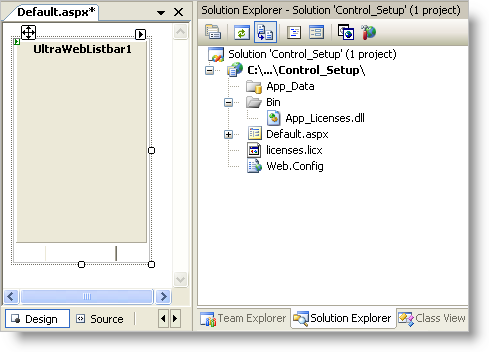 Default.aspx*
UltraWebListbar1
Design
Source
Solution Explorer - Solution 'Control_Setup' (1 project)
Solution 'Control_Setup' (1 project)
C:\...\Control_Setup\
App_Data
Bin
App_Licenses.dll
Default.aspx
licenses.licx
Web.Config
Team Explorer
Solution Explorer
Class View